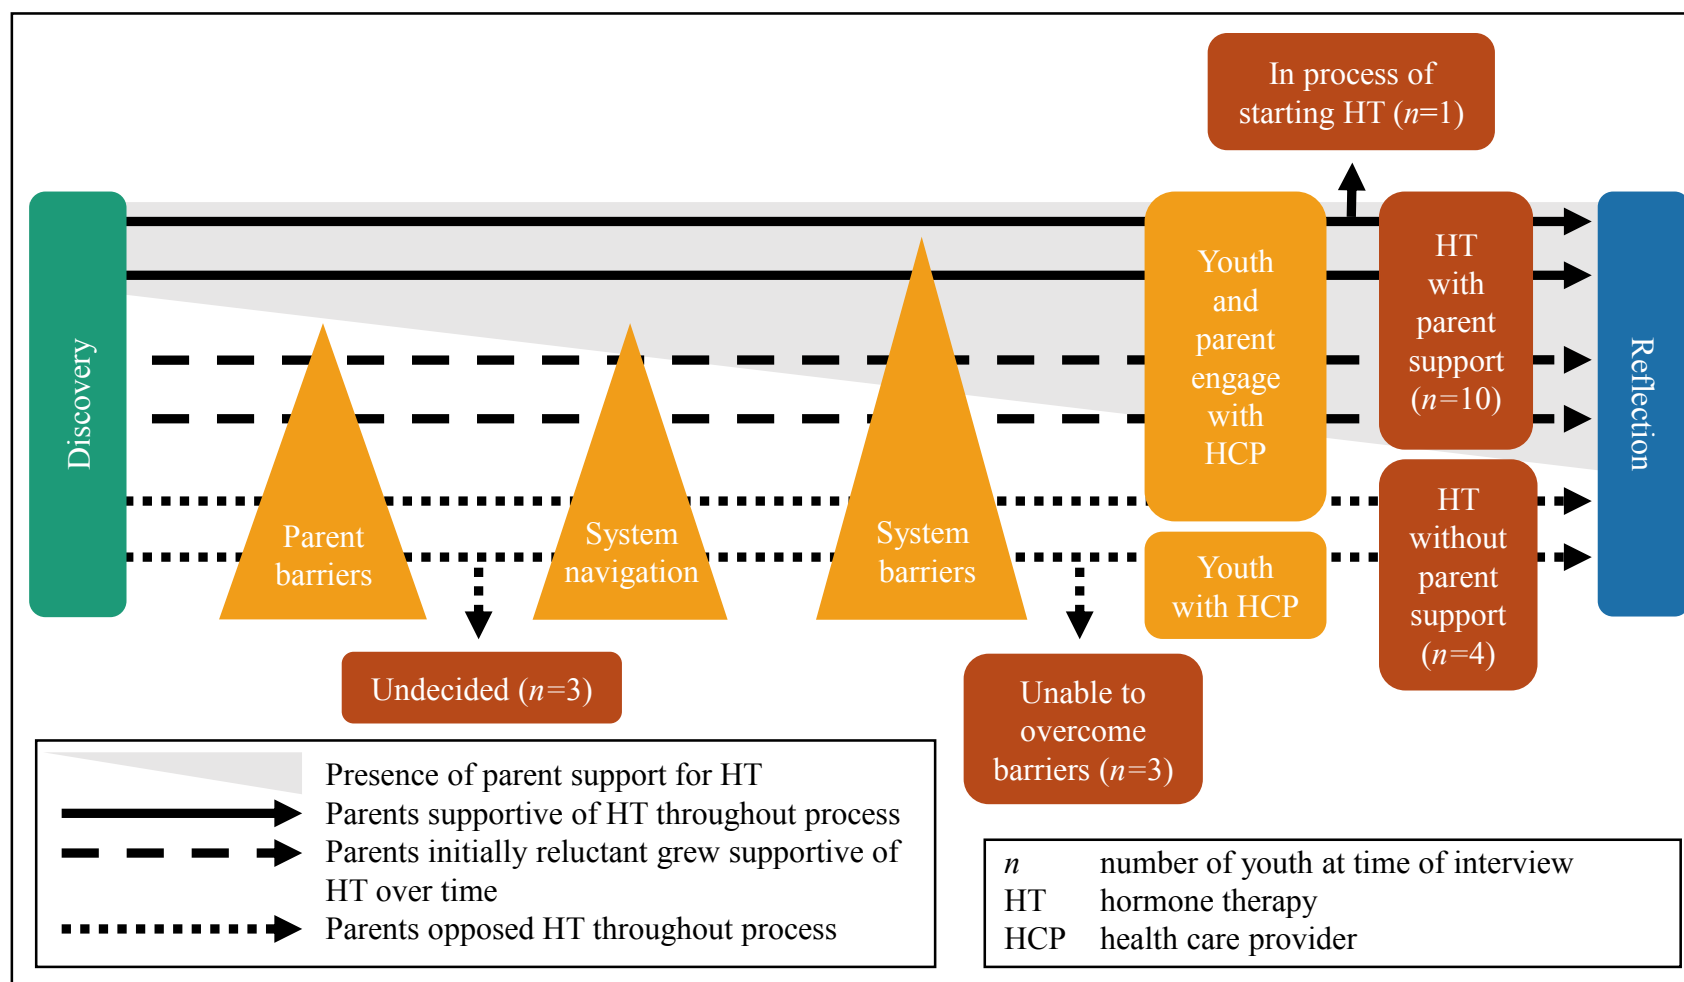 In process of
starting HT (n=1)
Discovery
Parent
barriers
System
navigation
System
barriers
Youth
and
parent
engage
with
HCP
Youth
with HCP
HT
with
parent
support
(n=10)
HT
without
parent
support
(n=4)
Reflection
Undecided (n=3)
Unable to
overcome
barriers (n=3)
Presence of parent support for HT
Parents supportive of HT throughout process
Parents initially reluctant grew supportive of
HT over time
Parents opposed HT throughout process
n number of youth at time of interview
HT hormone therapy
HCP health care provider